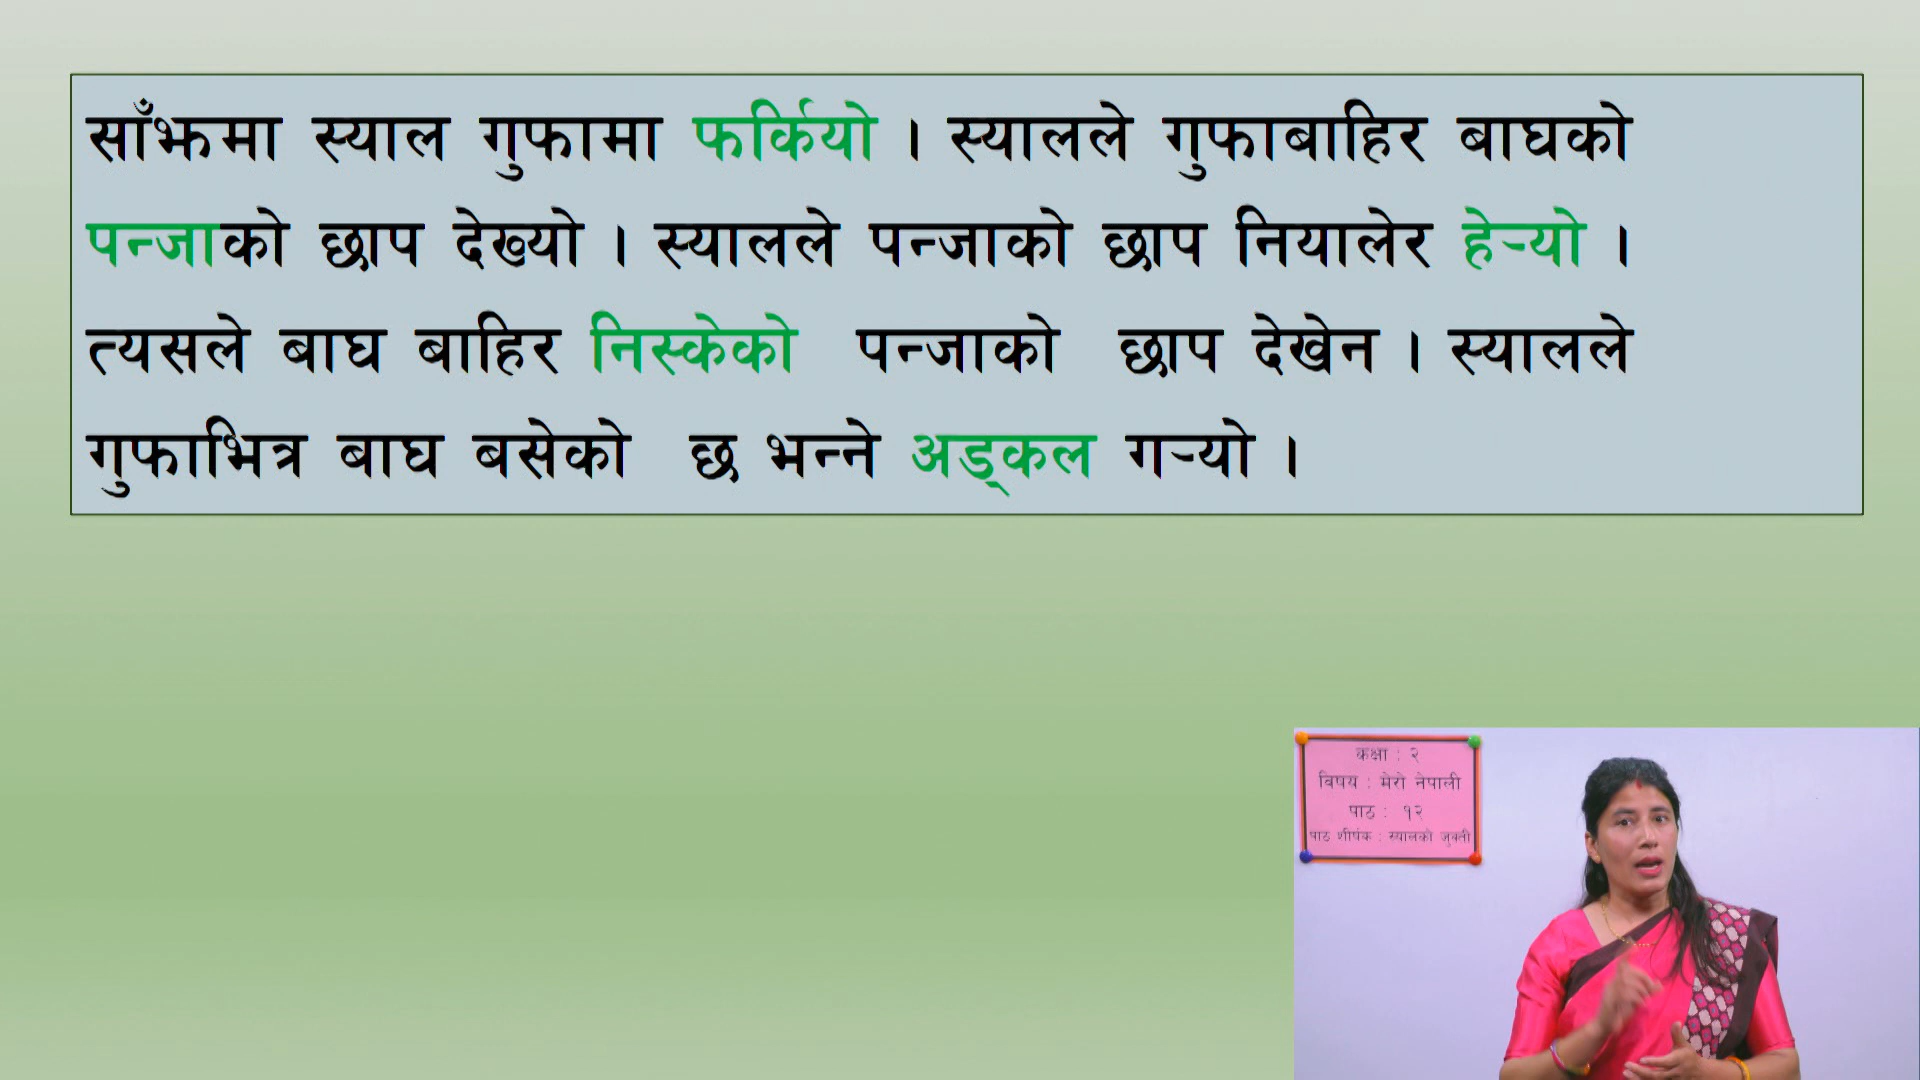 साँझमा स्याल गुफामा फर्कियो । स्यालले गुफाबाहिर बाघको
पन्जाको छाप देख्यो । स्यालले पन्जाको छाप नियालेर हेर्‍यो ।
त्यसले बाघ बाहिर निस्केको पन्जाको छाप देखेन । स्यालले
गुफाभित्र बाघ बसेको छ भन्ने अड्कल गर्‍यो ।
कक्षा : २
विषय : मेरो नेपाली
पाठ : १२
पाठ शीर्षक : स्यालको जुक्ती